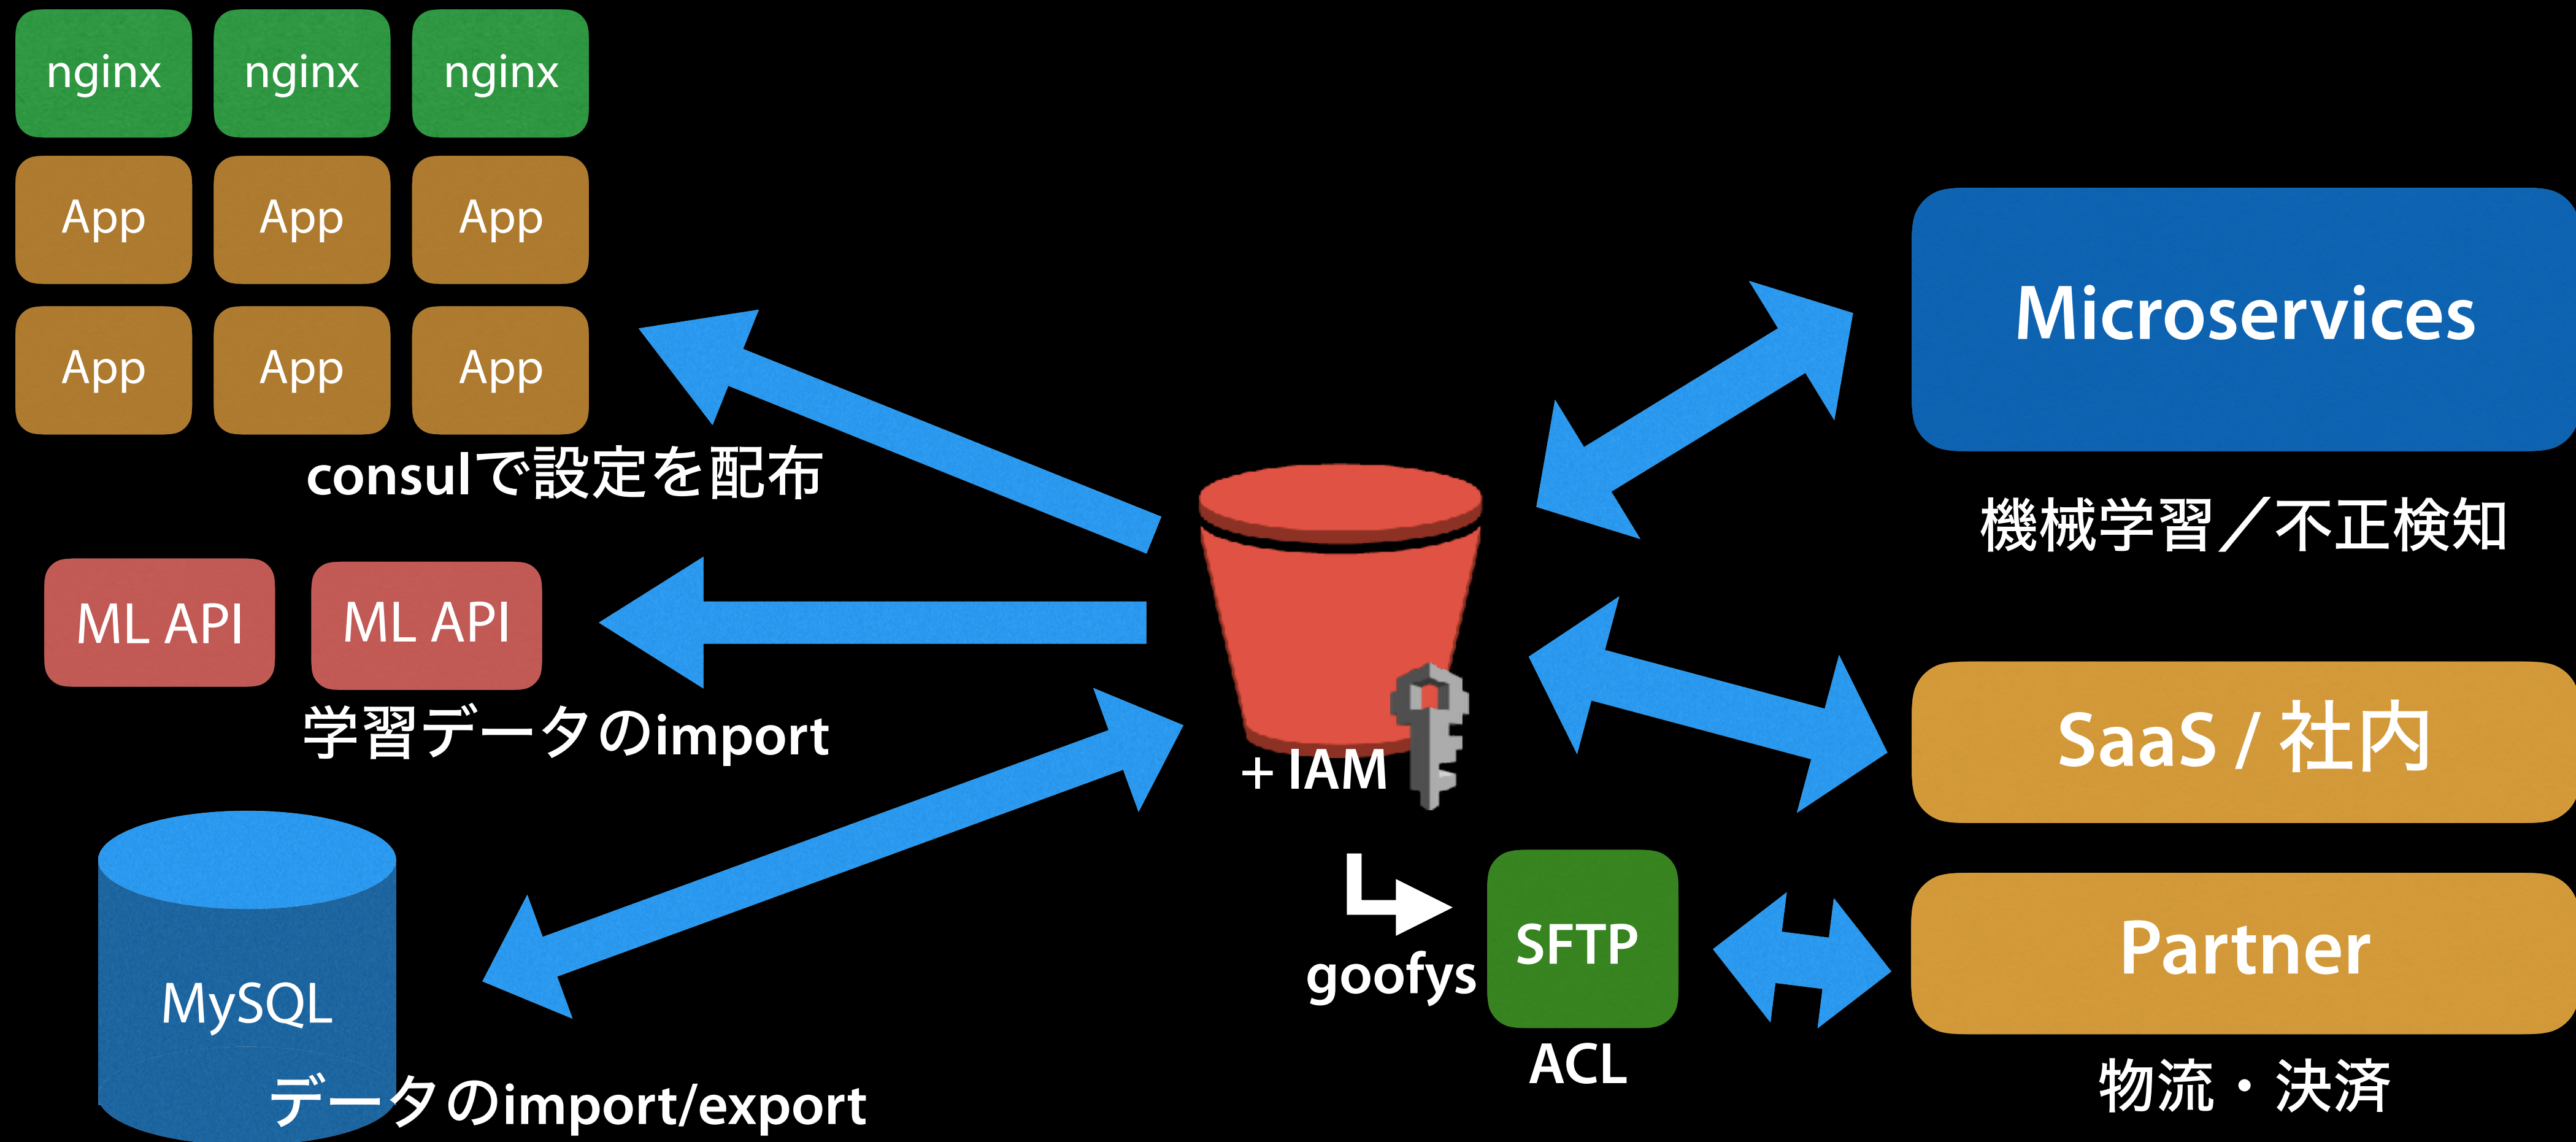 nginx nginx nginx
App App App
App App App
consulで設定を配布
ML API ML API
学習データのimport
MySQL
データのimport/export
+ IAM
goofys
SFTP
ACL
Microservices
機械学習／不正検知
SaaS / 社内
Partner
物流・決済